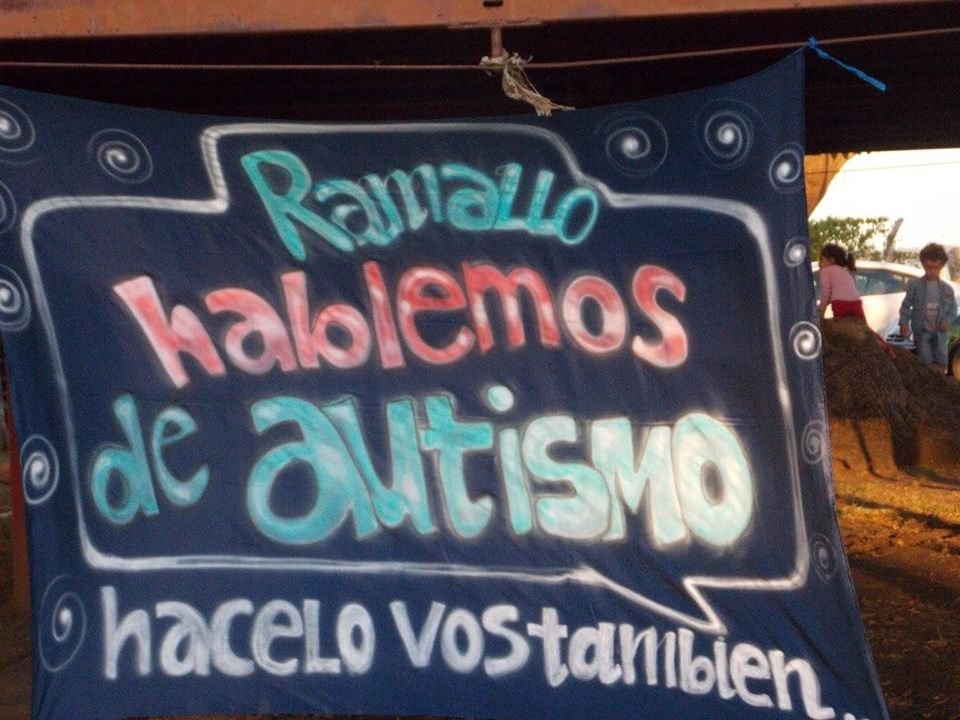 Ramallo
hablemos
de autismo
hacelo vos tambien.